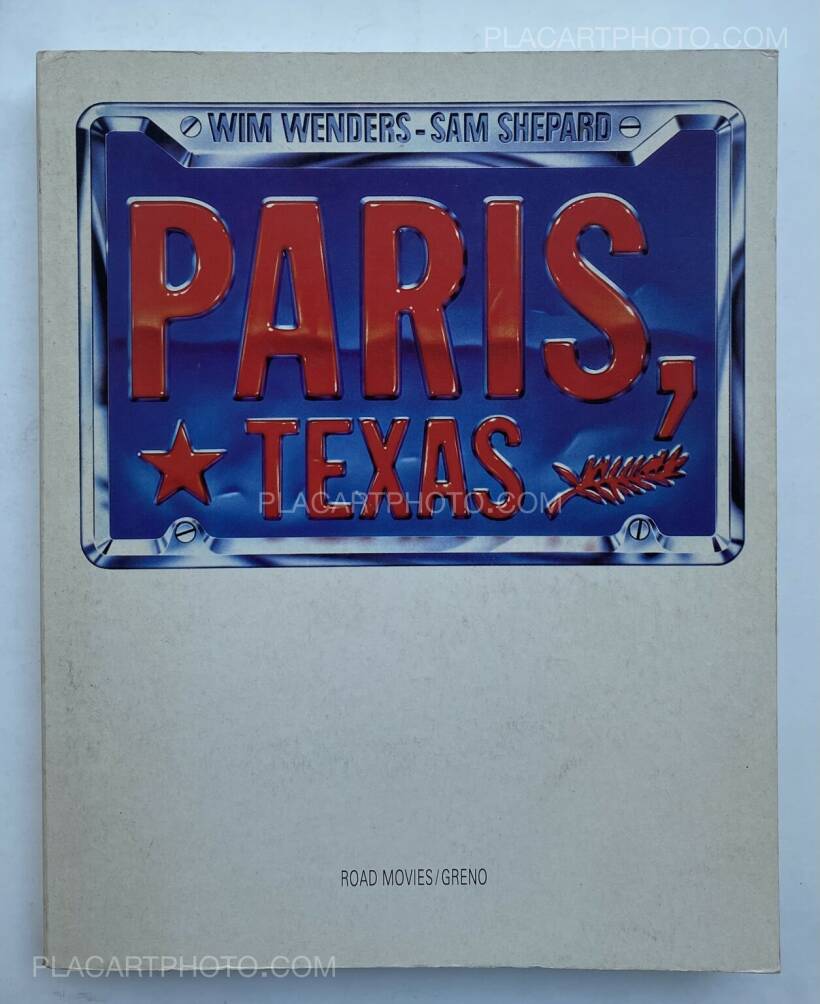 PLACARTPHOTO.COM
WIM WENDERS-SAM SHEPARD
PARIS,
TEXAS
PLACARTPHOTO.COM
ROAD MOVIES/GRENO
PLACARTPHOTO.COM